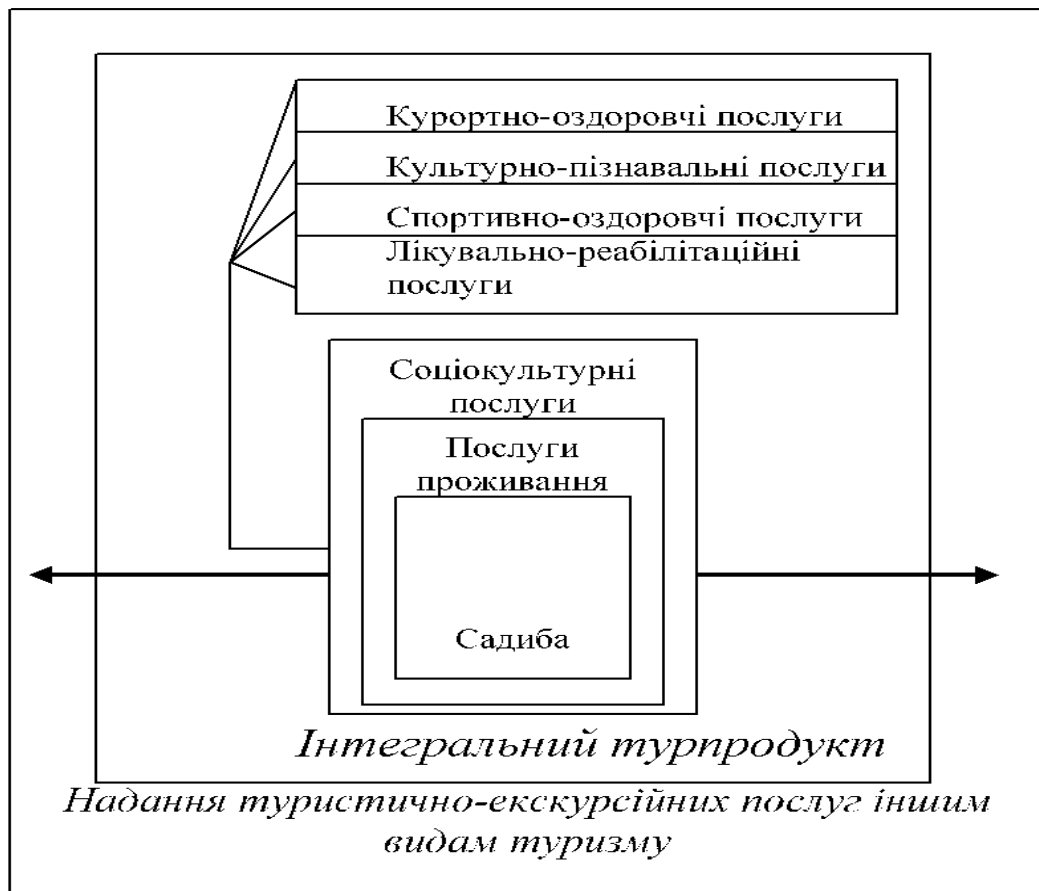 Курортно-оздоровчі послуги
Культурно-пізнавальні послуги
Спортивно-оздоровчі послуги
Лікувально-реабілітаційні
послуги
Соціокультурні
послуги
Послуги
проживання
Садиба
Інтегральний турпродукт
Надання туристично-екскурсійних послуг іншим
видам туризму